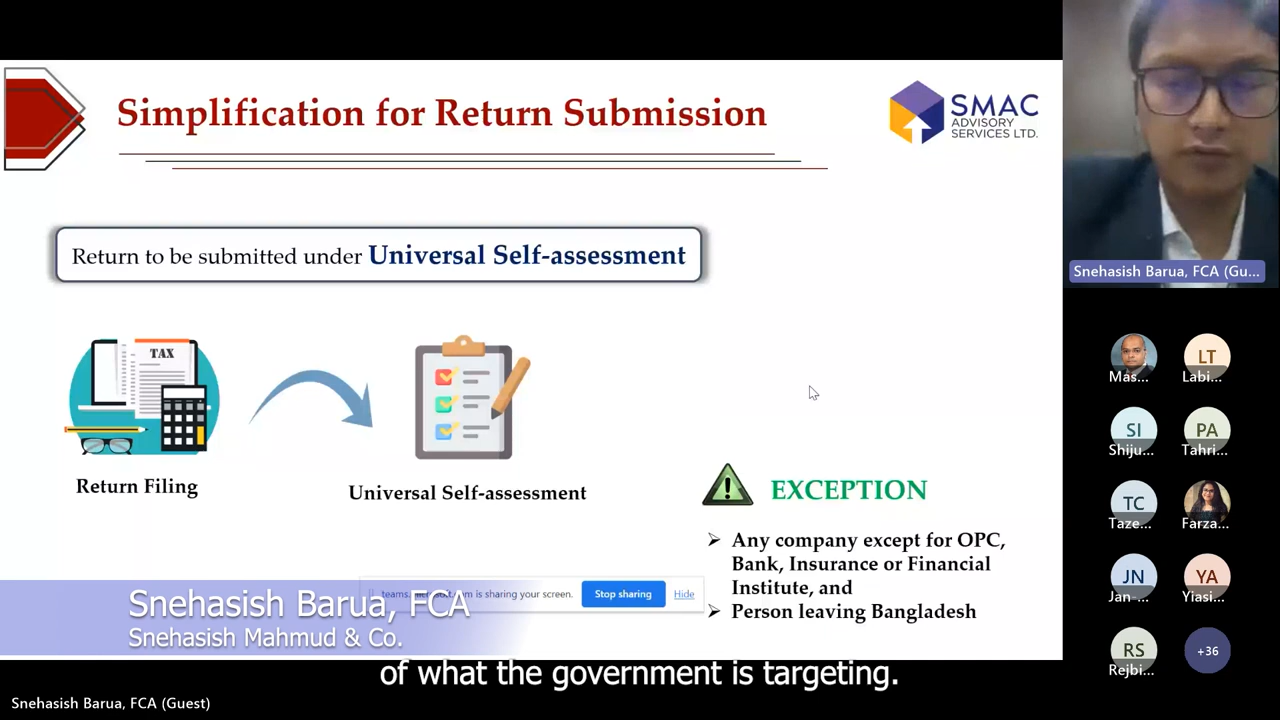 Simplification for Return Submission
SMAC
ADVISORY
SERVICES LTD.
Return to be submitted under Universal Self-assessment
TAX
Return Filing
Universal Self-assessment
EXCEPTION
Any company except for OPC,
Bank, Insurance or Financial
Institute, and
Person leaving Bangladesh
is sharing your screen.
Stop sharing
Hide
Snehasish Barua, FCA
Snehasish Mahmud & Co.
of what the government is targeting.
Snehasish Barua, FCA (Guest)
Snehasish Barua, FCA (Gu...
Mas...
LT
Labi...
SI
Shiju...
PA
Tahri...
TC
Taze...
Farza...
JN
Jan-...
YA
Yiasi...
RS
Rejbi...
+36